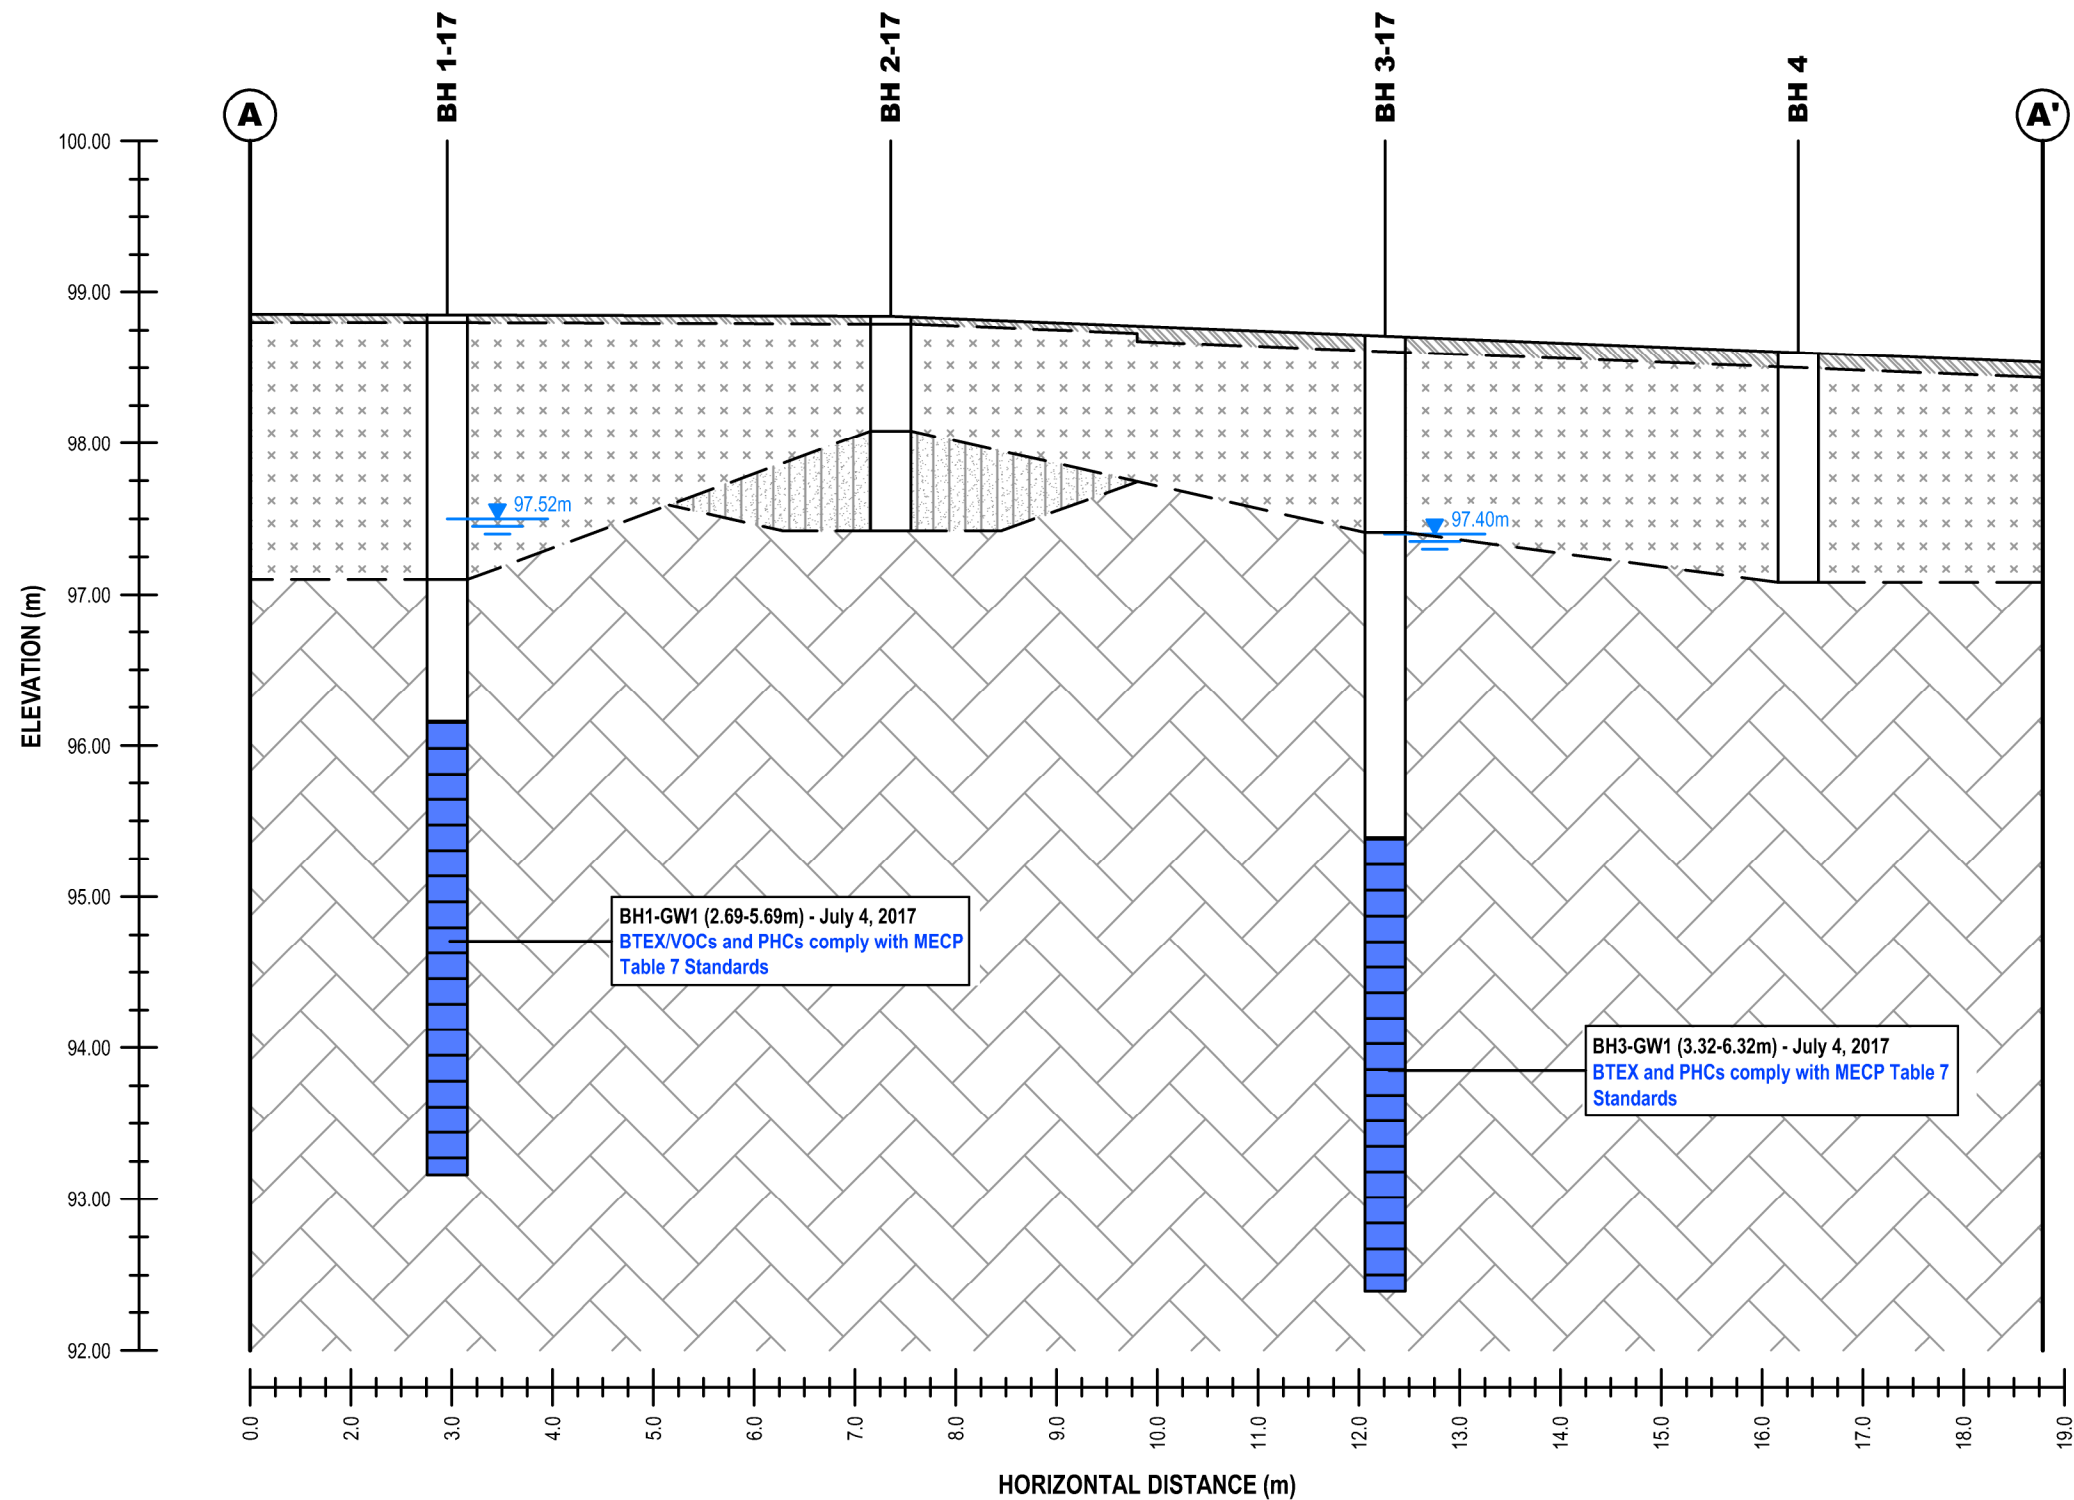 BH 1-17
BH 2-17
BH 3-17
BH 4
A
A'
100.00
99.00
98.00
97.00
96.00
95.00
94.00
93.00
92.00
ELEVATION (m)
97.52m
97.40m
BH1-GW1 (2.69-5.69m) - July 4, 2017
BTEX/VOCs and PHCs comply with MECP
Table 7 Standards
BH3-GW1 (3.32-6.32m) - July 4, 2017
BTEX and PHCs comply with MECP Table 7
Standards
0.0
2.0
3.0
4.0
5.0
6.0
7.0
8.0
9.0
10.0
11.0
12.0
13.0
14.0
15.0
16.0
17.0
18.0
19.0
HORIZONTAL DISTANCE (m)